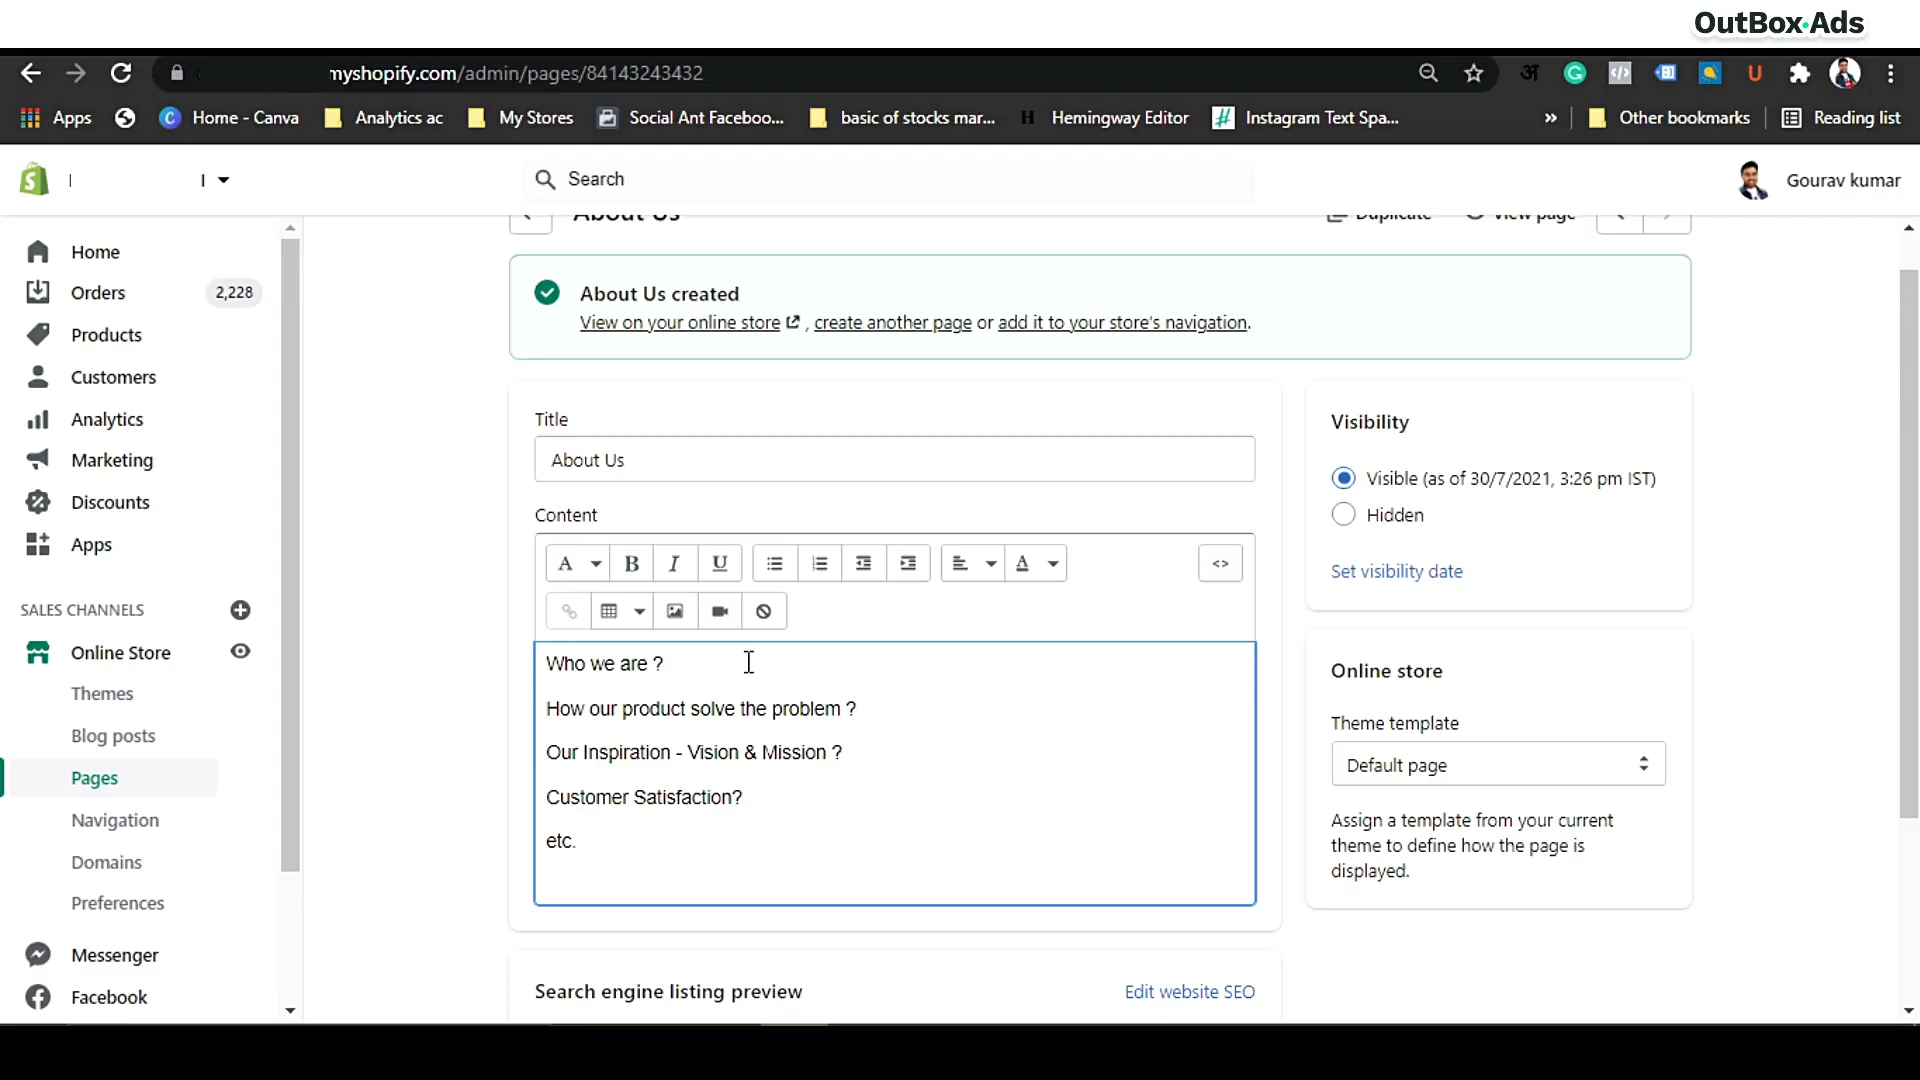 OutBox Ads
myshopify.com/admin/pages/84143243432
Apps
Home - Canva
Analytics ac
My Stores
Social Ant Faceboo...
basic of stocks mar...
Hemingway Editor
Instagram Text Spa...
»
Other bookmarks
Reading list
Search
Gourav kumar
About Us
Duplicate
View page
Home
Orders
2,228
Products
Customers
Analytics
Marketing
Discounts
Apps
SALES CHANNELS
Online Store
Themes
Blog posts
Pages
Navigation
Domains
Preferences
Messenger
Facebook
About Us created
View on your online store , create another page or add it to your store's navigation.
Title
About Us
Content
A B I U A <>
Who we are ?
How our product solve the problem ?
Our Inspiration - Vision & Mission ?
Customer Satisfaction?
etc.
Search engine listing preview
Edit website SEO
Visibility
Visible (as of 30/7/2021, 3:26 pm IST)
Hidden
Set visibility date
Online store
Theme template
Default page
Assign a template from your current
theme to define how the page is
displayed.